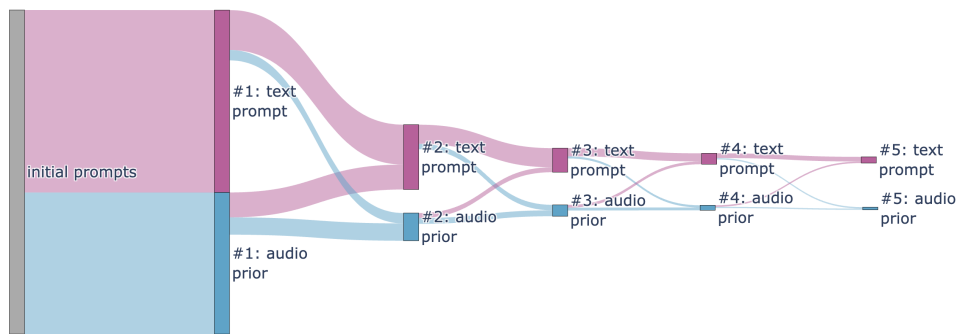 initial prompts
#1: text
prompt
#1: audio
prior
#2: text
prompt
#2: audio
prior
#3: text
prompt
#3: audio
prior
#4: text
prompt
#4: audio
prior
#5: text
prompt
#5: audio
prior